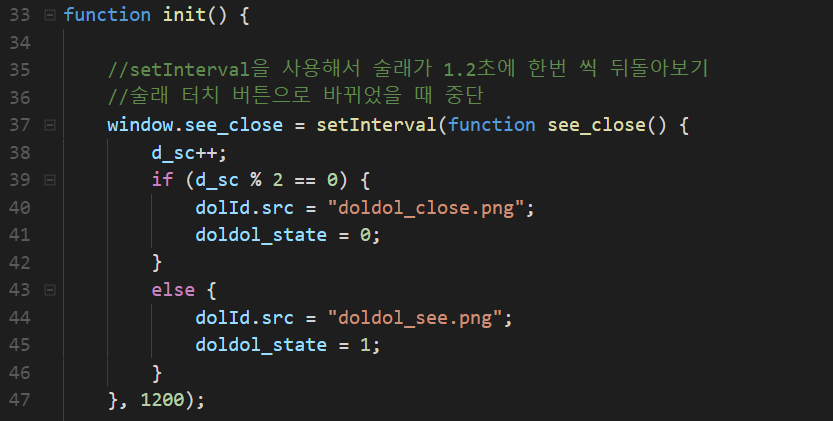 33 function init() {
34
35 //setInterval을 사용해서 술래가 1.2초에 한번 씩 뒤돌아보기
36 //술래 터치 버튼으로 바뀌었을 때 중단
37 window.see_close = setInterval(function see_close() {
38 d_sc++;
39 if (d_sc % 2 == 0) {
40 dolId.src = "doldol_close.png";
41 doldol_state = 0;
42 }
43 else {
44 dolId.src = "doldol_see.png";
45 doldol_state = 1;
46 }
47 }, 1200);